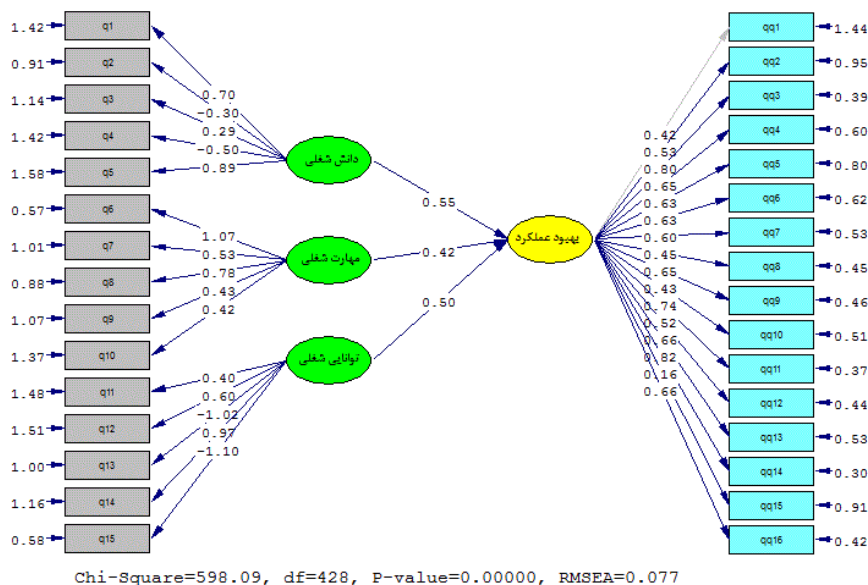 1.42 q1
0.91 q2
1.14 q3
1.42 q4
1.58 q5
0.57 q6
1.01 q7
0.88 q8
1.07 q9
1.37 q10
1.48 q11
1.51 q12
1.00 q13
1.16 q14
0.58 q15
0.70
-0.30
0.29
-0.50
0.89
1.07
0.53
0.78
0.43
0.42
0.40
0.60
-1.02
0.97
-1.10
دانش شغلی
مهارت شغلی
توانایی شغلی
0.55
0.42
0.50
بهبود عملکرد
0.42
0.53
0.80
0.65
0.63
0.63
0.60
0.45
0.65
0.43
0.74
0.52
0.66
0.82
0.16
0.66
qq1 1.44
qq2 0.95
qq3 0.39
qq4 0.60
qq5 0.80
qq6 0.62
qq7 0.53
qq8 0.45
qq9 0.46
qq10 0.51
qq11 0.37
qq12 0.44
qq13 0.53
qq14 0.30
qq15 0.91
qq16 0.42
Chi-Square=598.09, df=428, P-value=0.00000, RMSEA=0.077